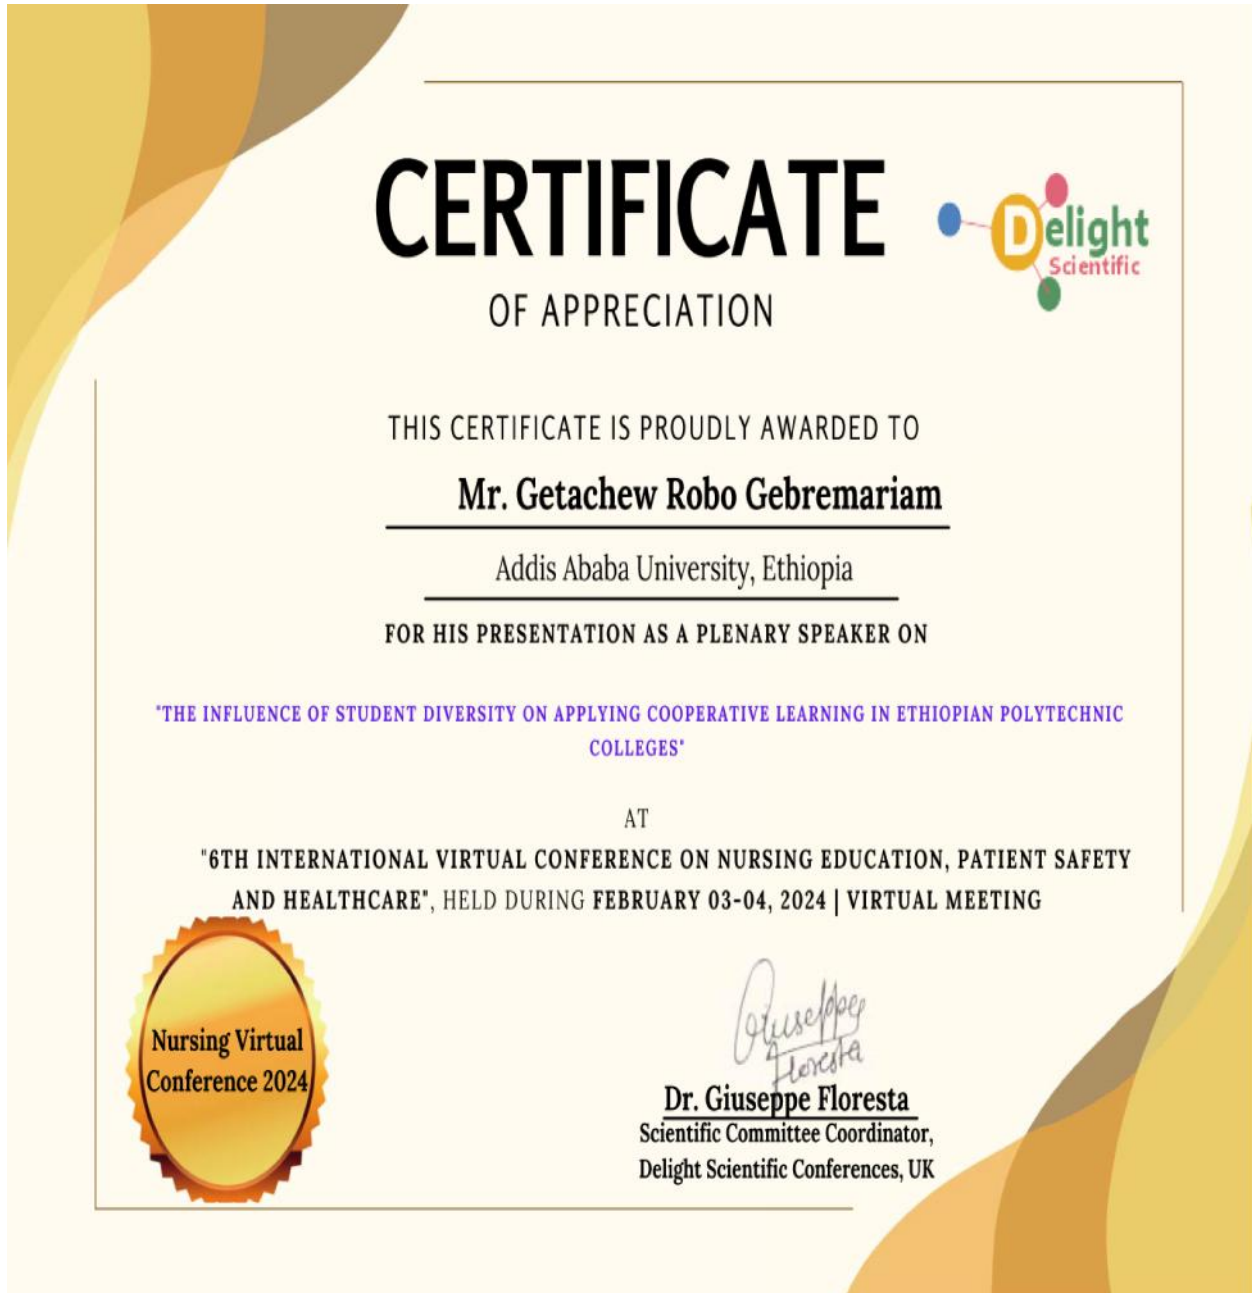 CERTIFICATE
Delight
Scientific
OF APPRECIATION
THIS CERTIFICATE IS PROUDLY AWARDED TO
Mr. Getachew Robo Gebremariam
Addis Ababa University, Ethiopia
FOR HIS PRESENTATION AS A PLENARY SPEAKER ON
"THE INFLUENCE OF STUDENT DIVERSITY ON APPLYING COOPERATIVE LEARNING IN ETHIOPIAN POLYTECHNIC
COLLEGES"
AT
"6TH INTERNATIONAL VIRTUAL CONFERENCE ON NURSING EDUCATION, PATIENT SAFETY
AND HEALTHCARE", HELD DURING FEBRUARY 03-04, 2024 | VIRTUAL MEETING
Nursing Virtual
Conference 2024
Giuseppe
Floresta
Dr. Giuseppe Floresta
Scientific Committee Coordinator,
Delight Scientific Conferences, UK